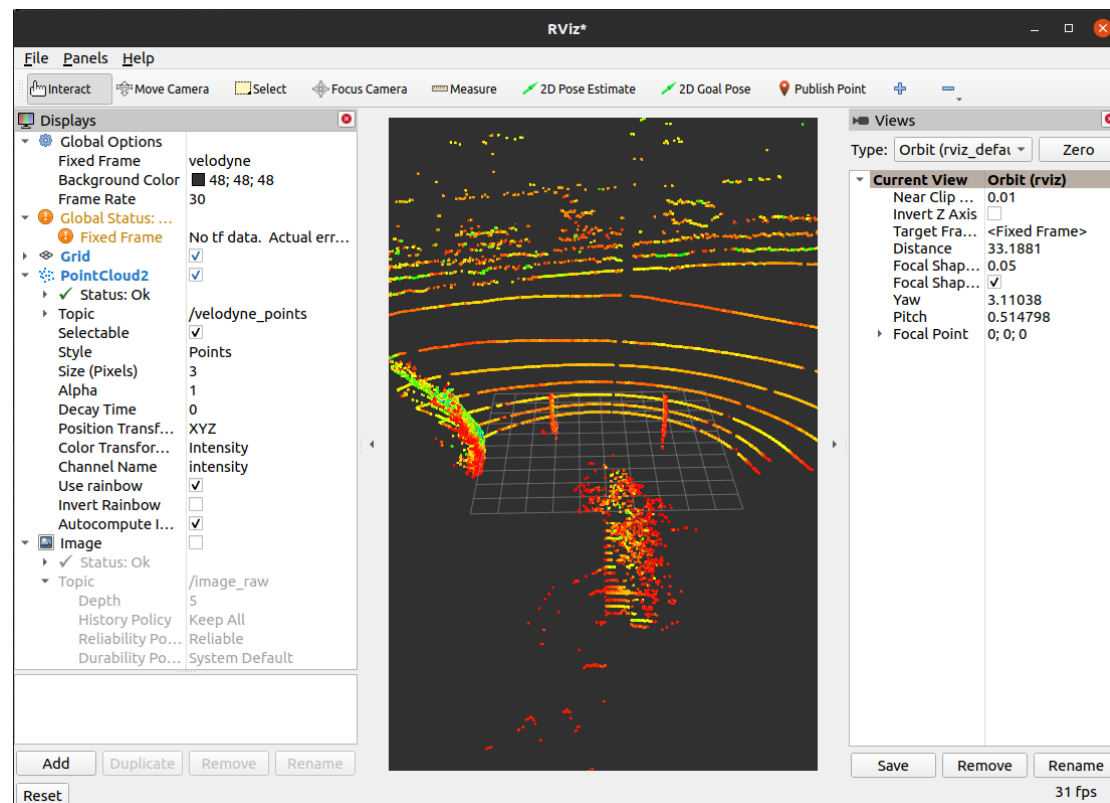 RViz*
File Panels Help
Interact Move Camera Select Focus Camera Measure 2D Pose Estimate 2D Goal Pose Publish Point
Displays
Global Options
Fixed Frame velodyne
Background Color 48; 48; 48
Frame Rate 30
Global Status: ...
Fixed Frame No tf data. Actual err...
Grid
PointCloud2
Status: Ok
Topic /velodyne_points
Selectable
Style Points
Size (Pixels) 3
Alpha 1
Decay Time 0
Position Transf... XYZ
Color Transfor... Intensity
Channel Name intensity
Use rainbow
Invert Rainbow
Autocompute I...
Image
Status: Ok
Topic /image_raw
Depth 5
History Policy Keep All
Reliability Po... Reliable
Durability Po... System Default
Add Duplicate Remove Rename
Reset
Views
Type: Orbit (rviz_defau Zero
Current View Orbit (rviz)
Near Clip ... 0.01
Invert Z Axis
Target Fra... <Fixed Frame>
Distance 33.1881
Focal Shap... 0.05
Focal Shap...
Yaw 3.11038
Pitch 0.514798
Focal Point 0; 0; 0
Save Remove Rename
31 fps